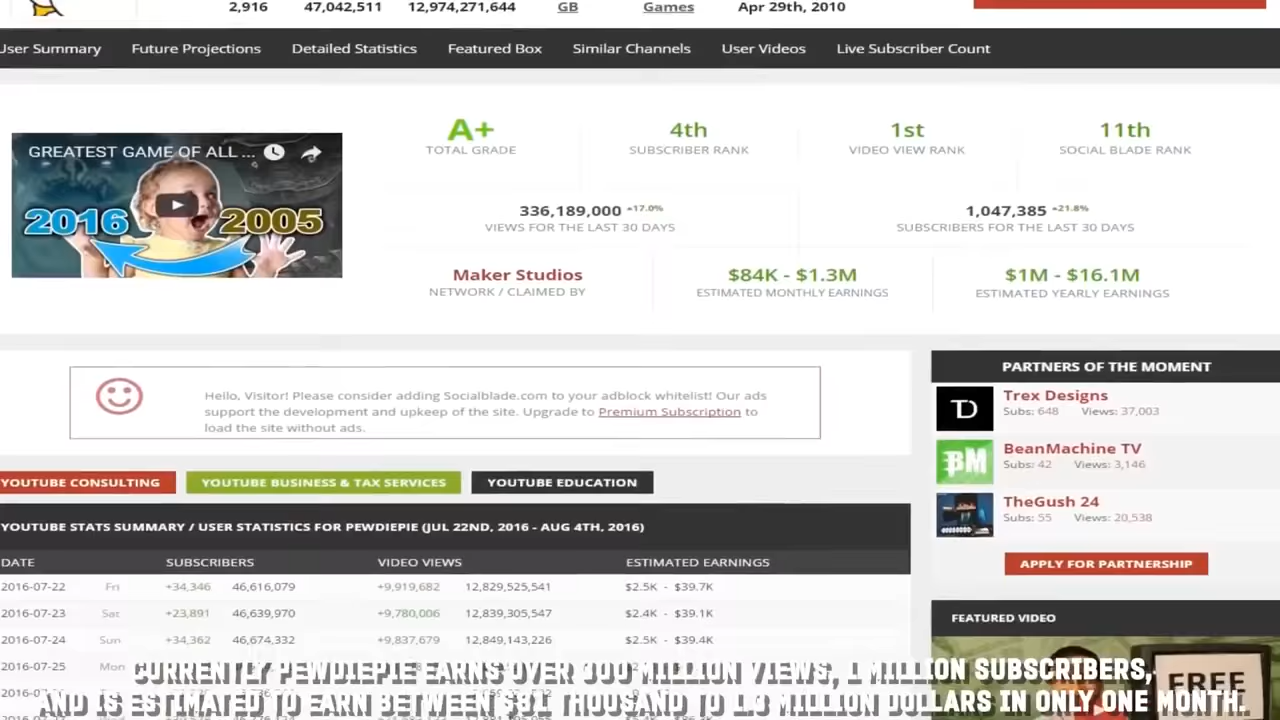 2,916 47,042,511 12,974,271,644 GB Games Apr 29th, 2010
User Summary Future Projections Detailed Statistics Featured Box Similar Channels User Videos Live Subscriber Count
GREATEST GAME OF ALL ...
2016 2005
A+ 4th 1st 11th
TOTAL GRADE SUBSCRIBER RANK VIDEO VIEW RANK SOCIAL BLADE RANK
336,189,000 +17.0% 1,047,385 +21.8%
VIEWS FOR THE LAST 30 DAYS SUBSCRIBERS FOR THE LAST 30 DAYS
Maker Studios $84K - $1.3M $1M - $16.1M
NETWORK / CLAIMED BY ESTIMATED MONTHLY EARNINGS ESTIMATED YEARLY EARNINGS
Hello, Visitor! Please consider adding Socialblade.com to your adblock whitelist! Our ads
support the development and upkeep of the site. Upgrade to Premium Subscription to
load the site without ads.
PARTNERS OF THE MOMENT
TD
Trex Designs
Subs: 648 Views: 37,003
BM
BeanMachine TV
Subs: 42 Views: 3,146
TheGush 24
Subs: 55 Views: 20,538
APPLY FOR PARTNERSHIP
FEATURED VIDEO
FREE
YOUTUBE CONSULTING YOUTUBE BUSINESS & TAX SERVICES YOUTUBE EDUCATION
YOUTUBE STATS SUMMARY / USER STATISTICS FOR PEWDIEPIE (JUL 22ND, 2016 - AUG 4TH, 2016)
DATE SUBSCRIBERS VIDEO VIEWS ESTIMATED EARNINGS
2016-07-22 Fri +34,346 46,616,079 +9,919,682 12,829,525,541 $2.5K - $39.7K
2016-07-23 Sat +23,891 46,639,970 +9,780,006 12,839,305,547 $2.4K - $39.1K
2016-07-24 Sun +34,362 46,674,332 +9,837,679 12,849,143,226 $2.5K - $39.4K
2016-07-25 Mon
CURRENTLY PEWDIEPIE EARNS OVER 300 MILLION VIEWS, 1 MILLION SUBSCRIBERS,
AND IS ESTIMATED TO EARN BETWEEN $81 THOUSAND TO 1.3 MILLION DOLLARS IN ONLY ONE MONTH.